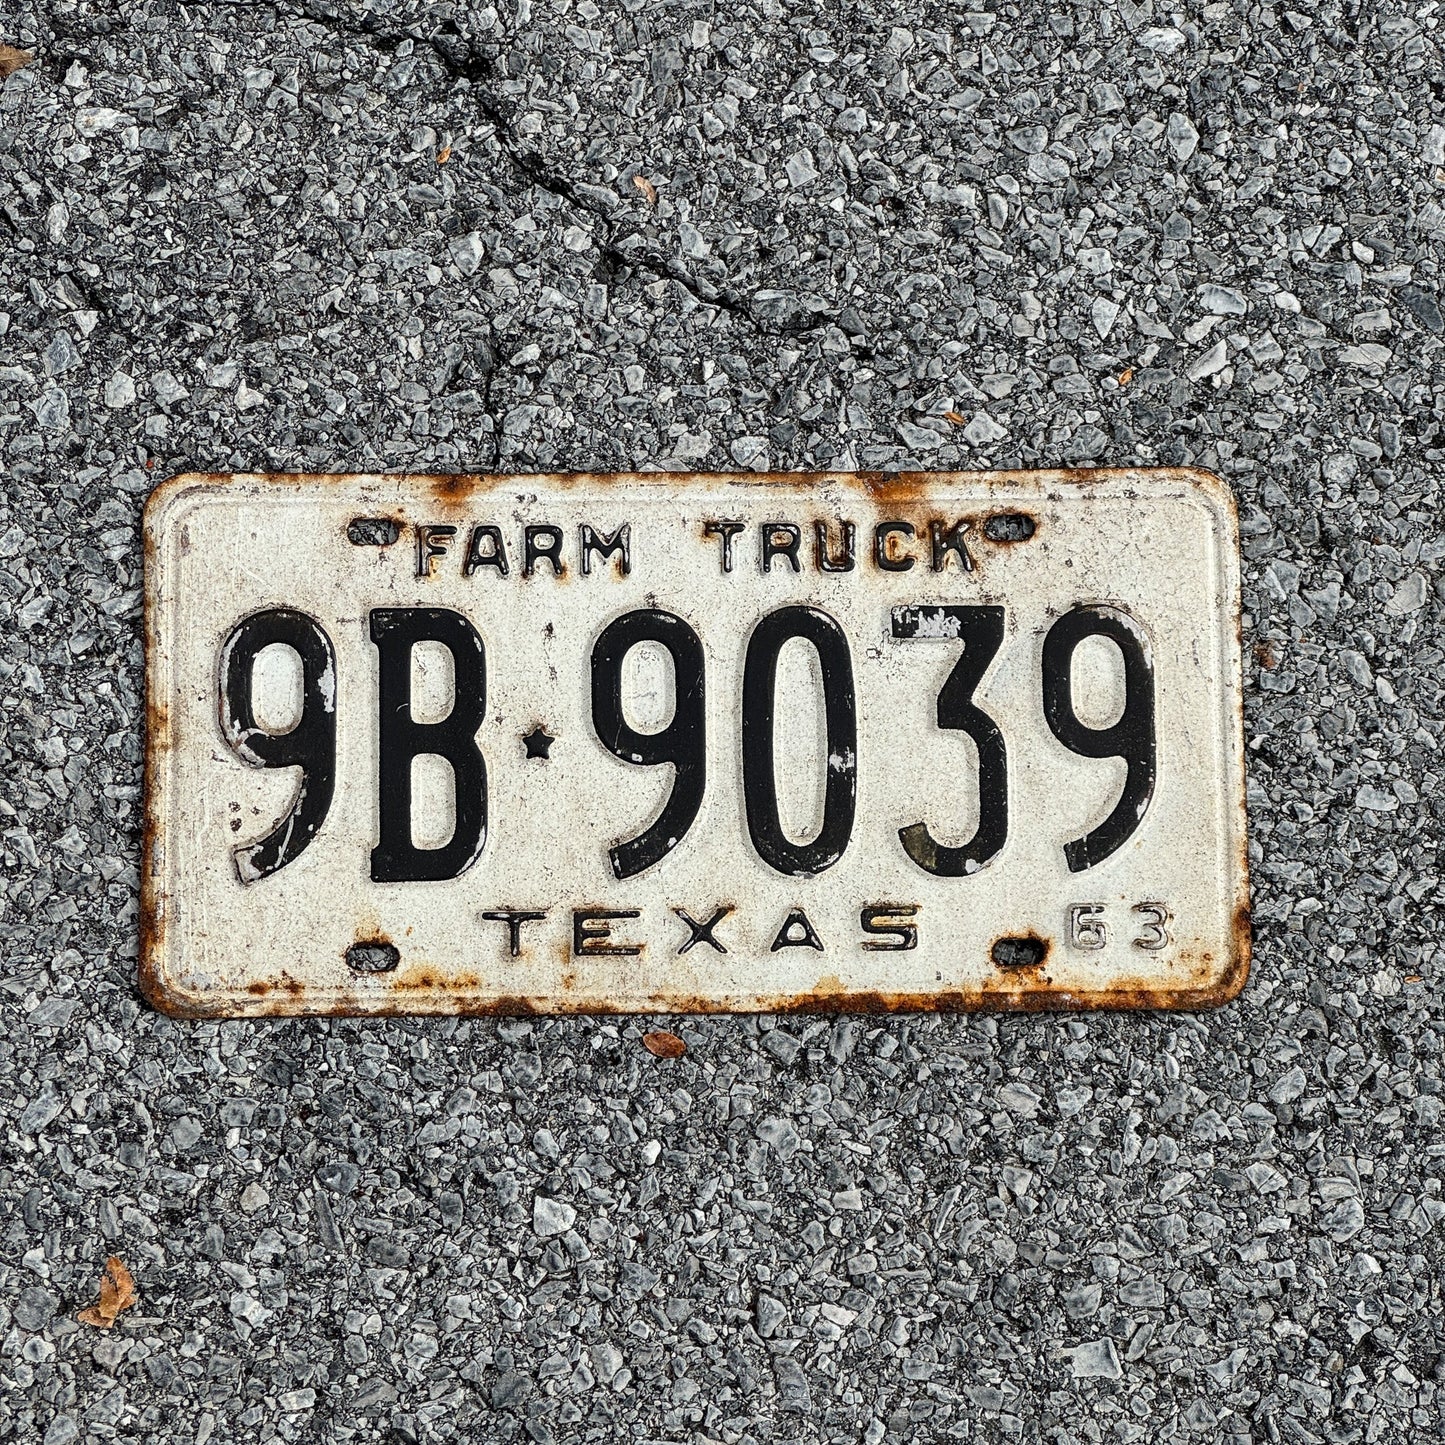 FARM TRUCK
9B★9039
TEXAS 63